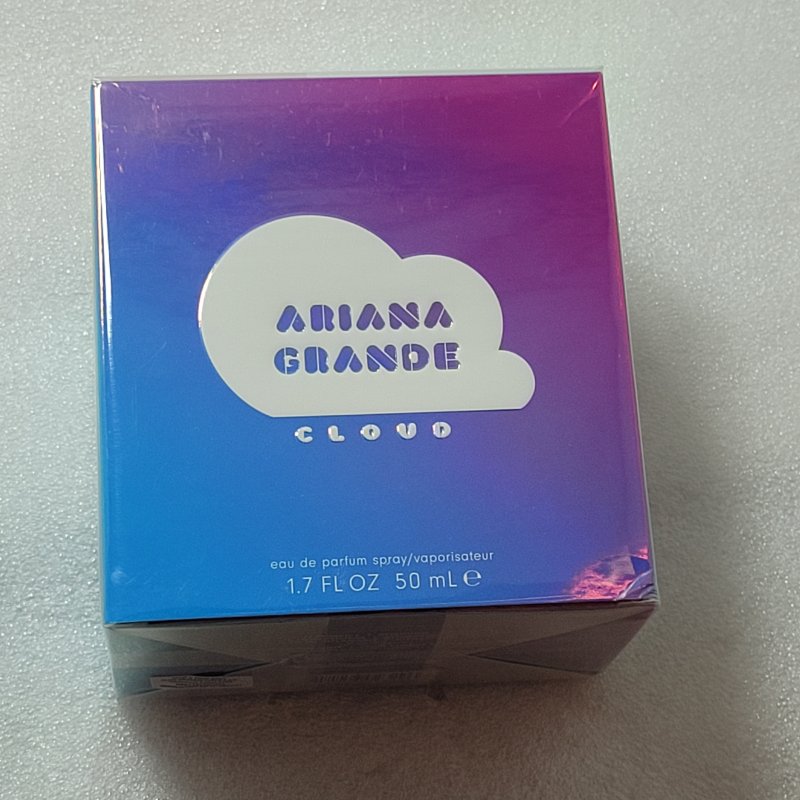 ARIANA
GRANDE
CLOUD
eau de parfum spray/vaporisateur
1.7 FL OZ 50 mL ℮